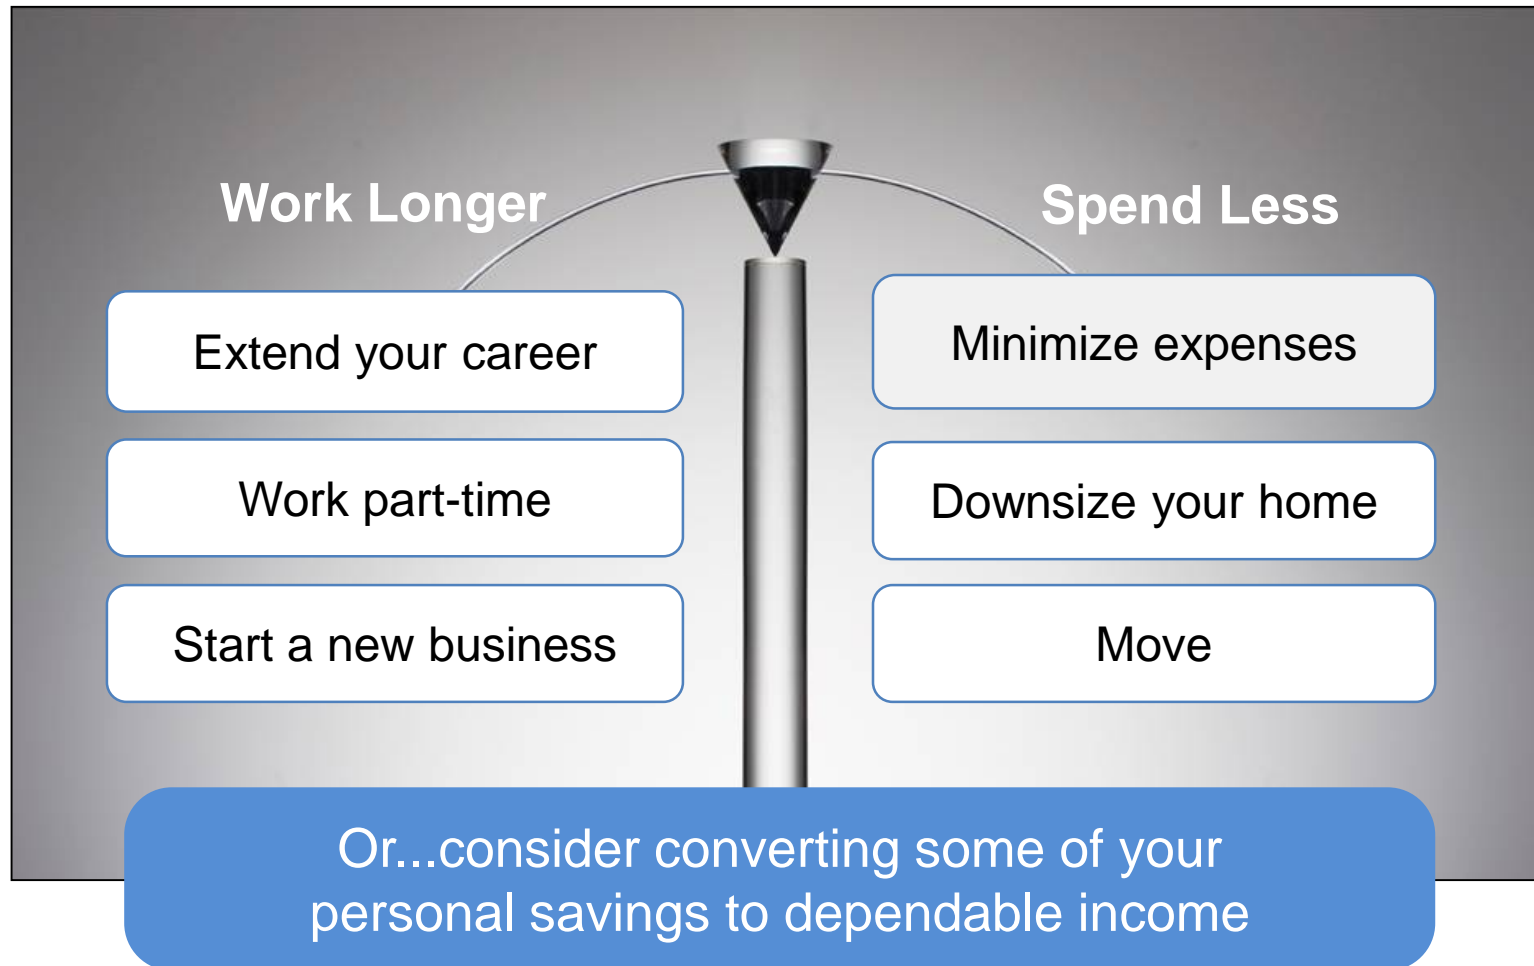 Work Longer
Extend your career
Work part-time
Start a new business
Spend Less
Minimize expenses
Downsize your home
Move
Or...consider converting some of your
personal savings to dependable income